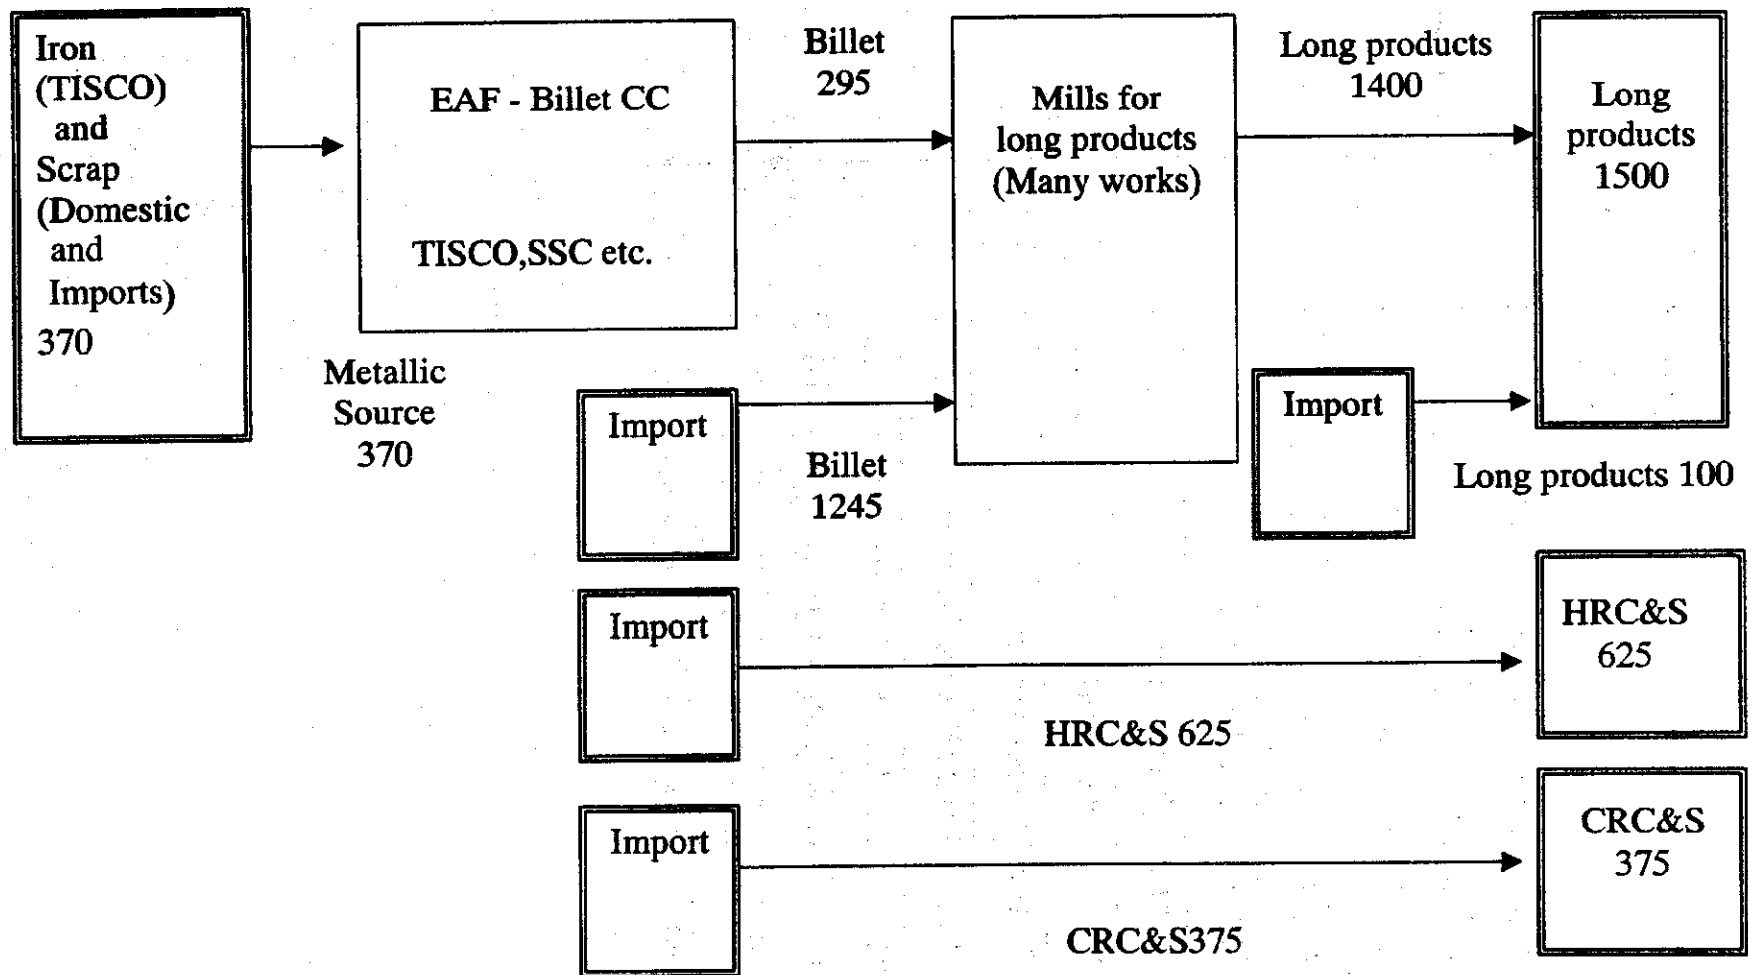 Iron
(TISCO)
and
Scrap
(Domestic
and
Imports)
370
EAF - Billet CC
TISCO,SSC etc.
Metallic
Source
370
Billet
295
Import
Billet
1245
Mills for
long products
(Many works)
Long products
1400
Long
products
1500
Import
Long products 100
Import
HRC&S 625
HRC&S
625
Import
CRC&S375
CRC&S
375